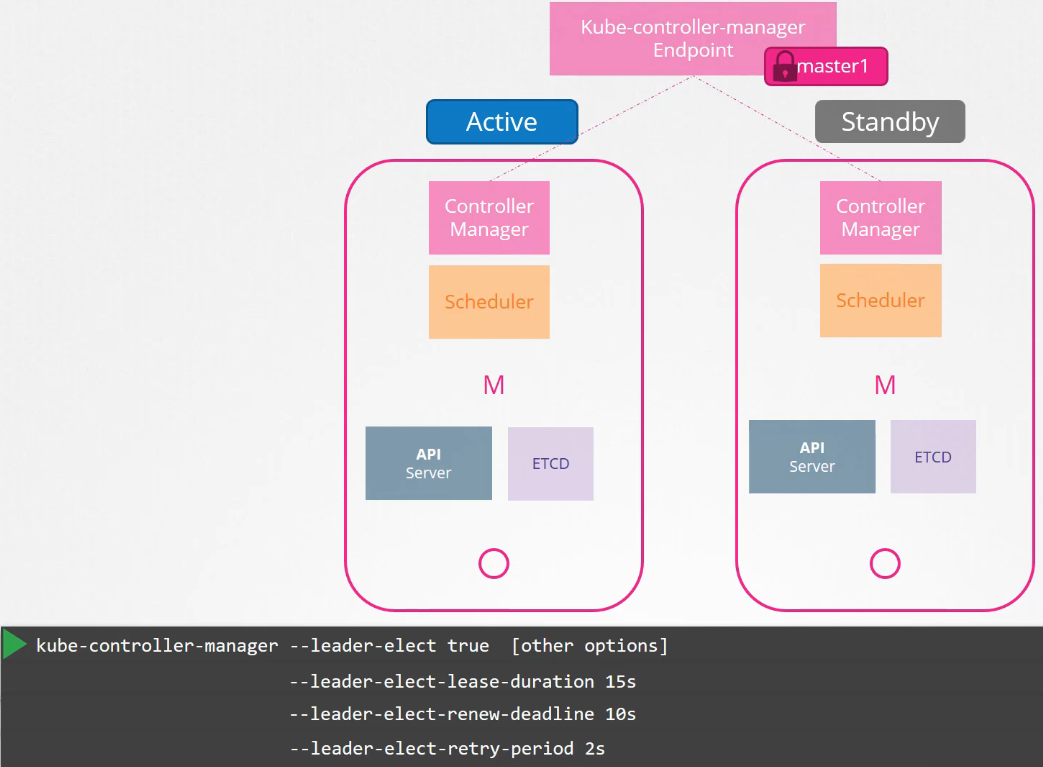 Kube-controller-manager
Endpoint
master1
Active
Standby
Controller
Manager
Scheduler
M
API
Server
ETCD
Controller
Manager
Scheduler
M
API
Server
ETCD
kube-controller-manager --leader-elect true  [other options]
--leader-elect-lease-duration 15s
--leader-elect-renew-deadline 10s
--leader-elect-retry-period 2s